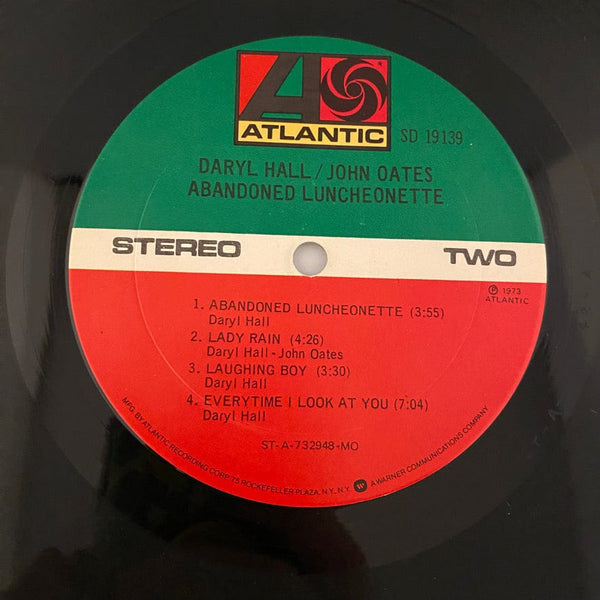 ATLANTIC
SD 19139
DARYL HALL / JOHN OATES
ABANDONED LUNCHEONETTE
STEREO
TWO
℗ 1973
ATLANTIC
1. ABANDONED LUNCHEONETTE (3:55)
Daryl Hall
2. LADY RAIN (4:26)
Daryl Hall-John Oates
3. LAUGHING BOY (3:30)
Daryl Hall
4. EVERYTIME I LOOK AT YOU (7:04)
Daryl Hall
ST-A-732948-MO
MFG. BY ATLANTIC RECORDING CORP. 75 ROCKEFELLER PLAZA, N.Y., N.Y. W A WARNER COMMUNICATIONS COMPANY